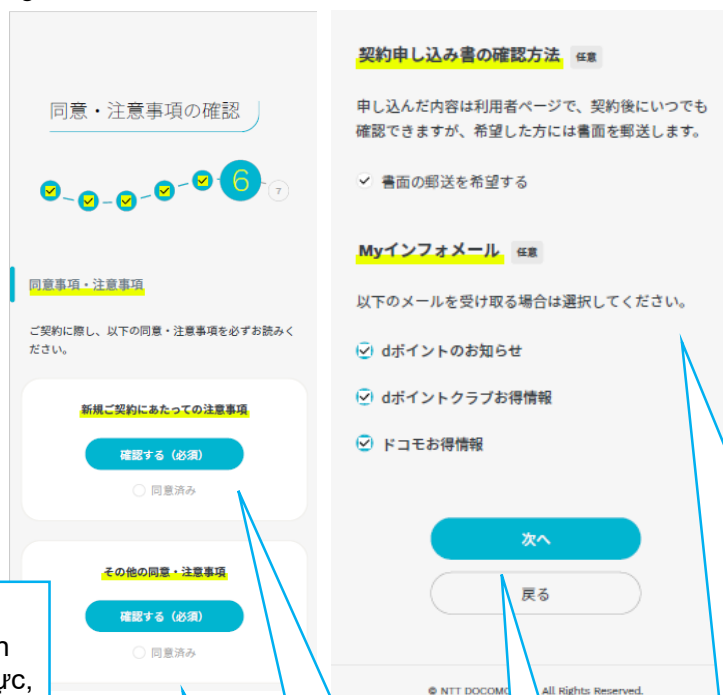 同意・注意事項の確認
6
7
同意事項・注意事項
ご契約に際し、以下の同意・注意事項を必ずお読みく
ださい。
新規ご契約にあたっての注意事項
確認する（必須）
同意済み
その他の同意・注意事項
確認する（必須）
同意済み
ực,
契約申し込み書の確認方法 任意
申し込んだ内容は利用者ページで、契約後にいつでも
確認できますが、希望した方には書面を郵送します。
書面の郵送を希望する
Myインフォメール 任意
以下のメールを受け取る場合は選択してください。
dポイントのお知らせ
dポイントクラブお得情報
ドコモお得情報
次へ
戻る
© NTT DOCOMO All Rights Reserved.